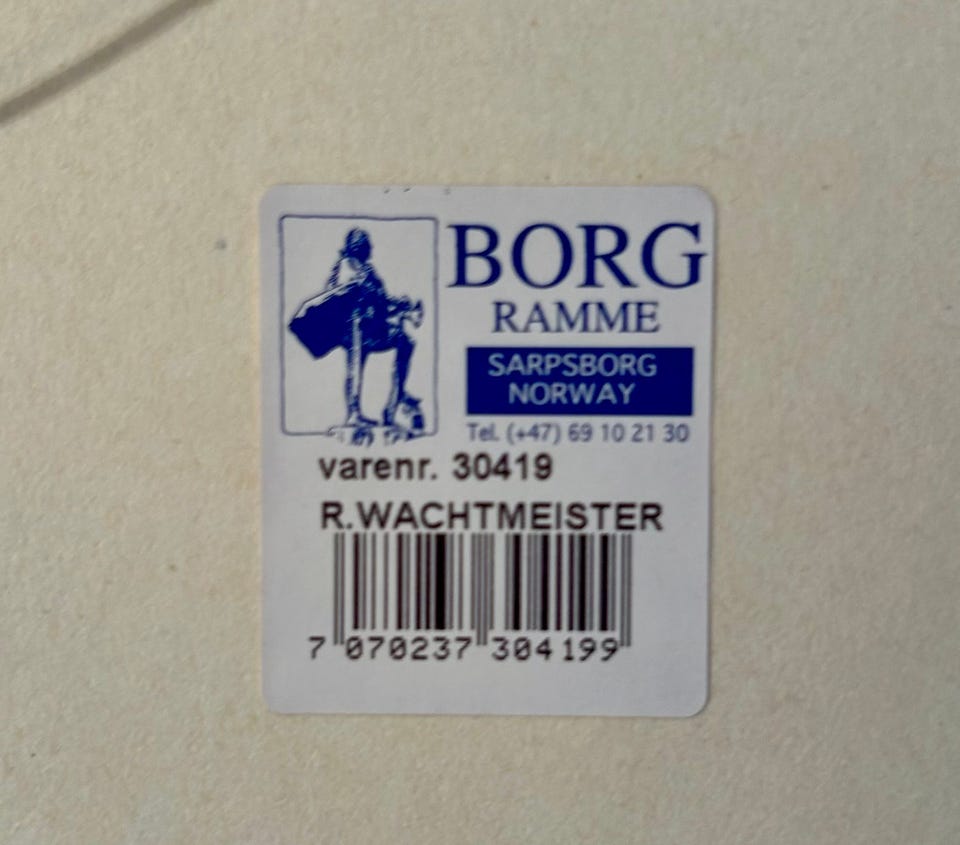 BORG
RAMME
SARPSBORG
NORWAY
Tel. (+47) 69 10 21 30
varenr. 30419
R.WACHTMEISTER
7 070237 304199